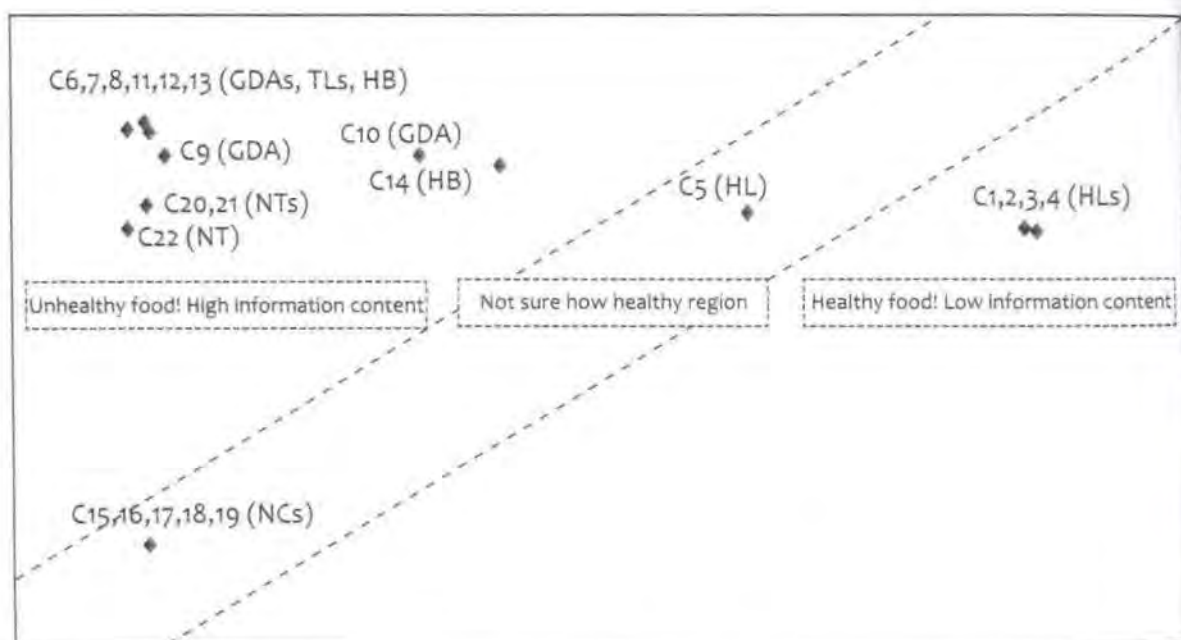 C6,7,8,11,12,13 (GDAs, TLs, HB)
C9 (GDA)
C10 (GDA)
C14 (HB)
C20,21 (NTs)
C22 (NT)
C5 (HL)
C1,2,3,4 (HLs)
Unhealthy food! High information content
Not sure how healthy region
Healthy food! Low information content
C15,16,17,18,19 (NCs)